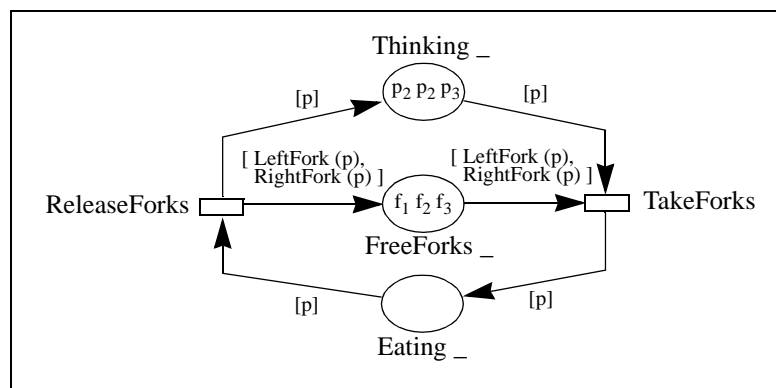 Thinking _
p2 p2 p3
[p]
[p]
[ LeftFork (p),
RightFork (p) ]
[ LeftFork (p),
RightFork (p) ]
ReleaseForks
f1 f2 f3
TakeForks
FreeForks _
[p]
[p]
Eating _